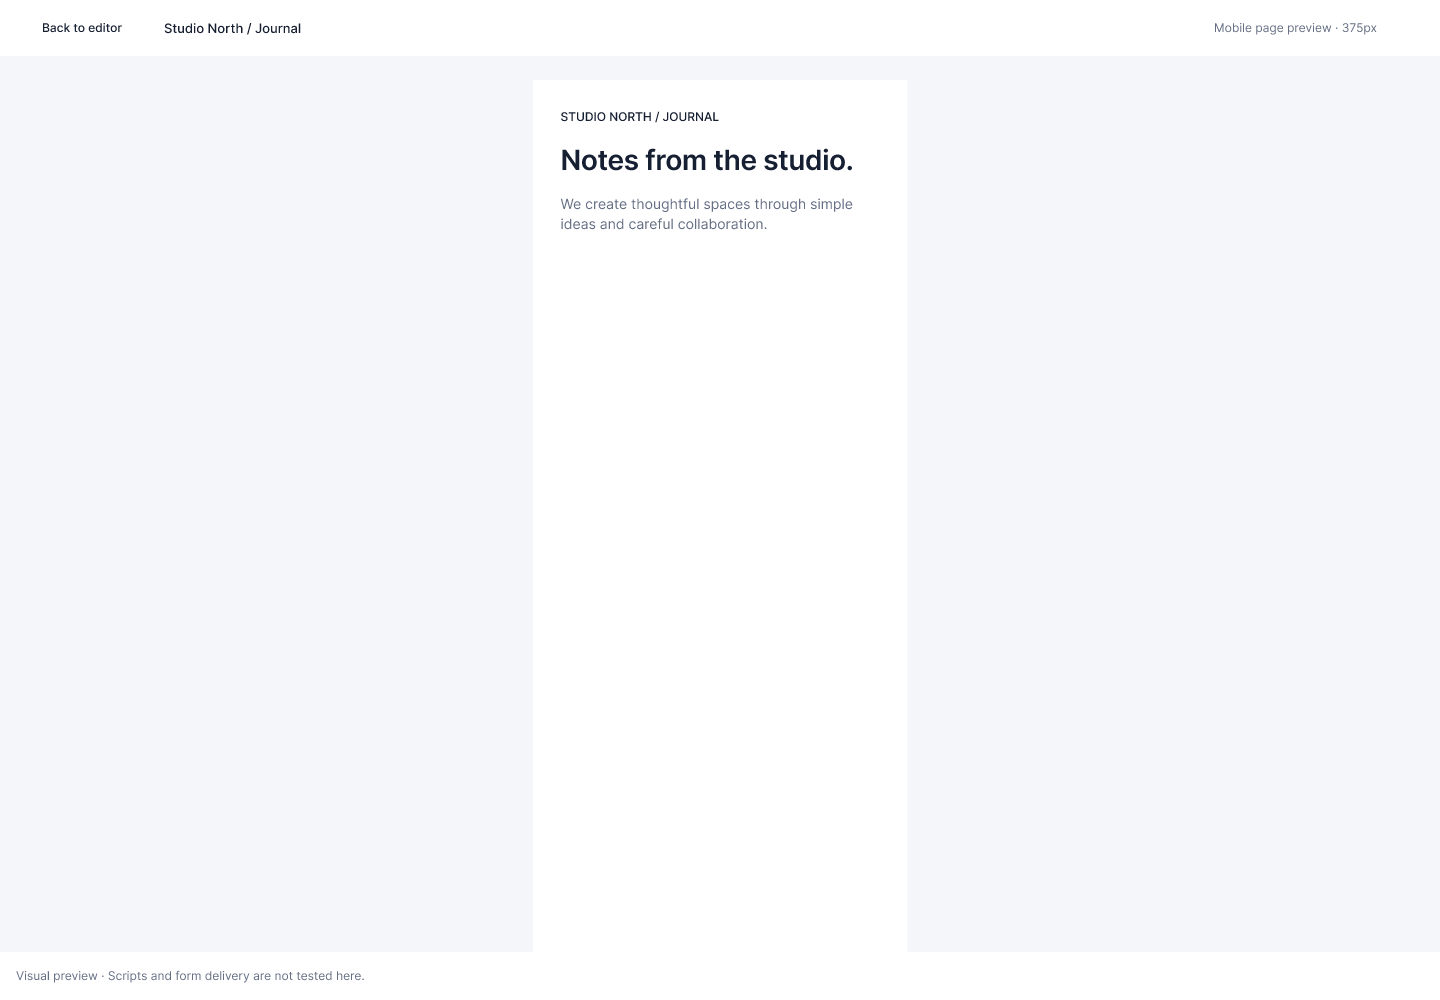 Back to editor
Studio North / Journal
Mobile page preview · 375px
STUDIO NORTH / JOURNAL
Notes from the studio.
We create thoughtful spaces through simple
ideas and careful collaboration.
Visual preview · Scripts and form delivery are not tested here.